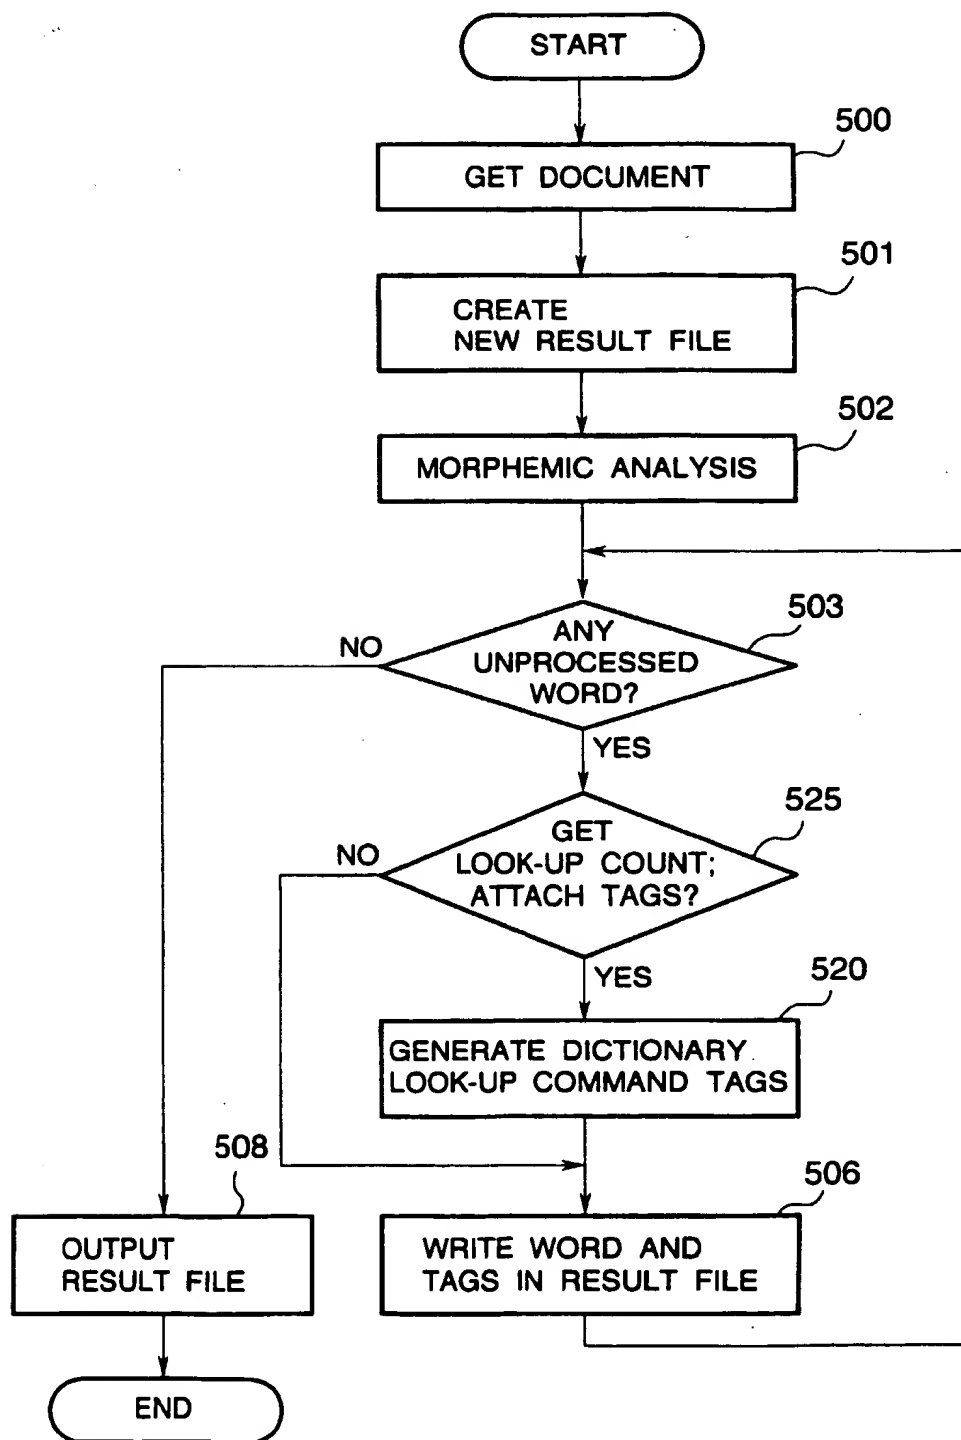 START
500
GET DOCUMENT
501
CREATE
NEW RESULT FILE
502
MORPHEMIC ANALYSIS
503
NO
ANY
UNPROCESSED
WORD?
YES
525
NO
GET
LOOK-UP COUNT;
ATTACH TAGS?
YES
520
GENERATE DICTIONARY
LOOK-UP COMMAND TAGS
508
506
OUTPUT
RESULT FILE
WRITE WORD AND
TAGS IN RESULT FILE
END